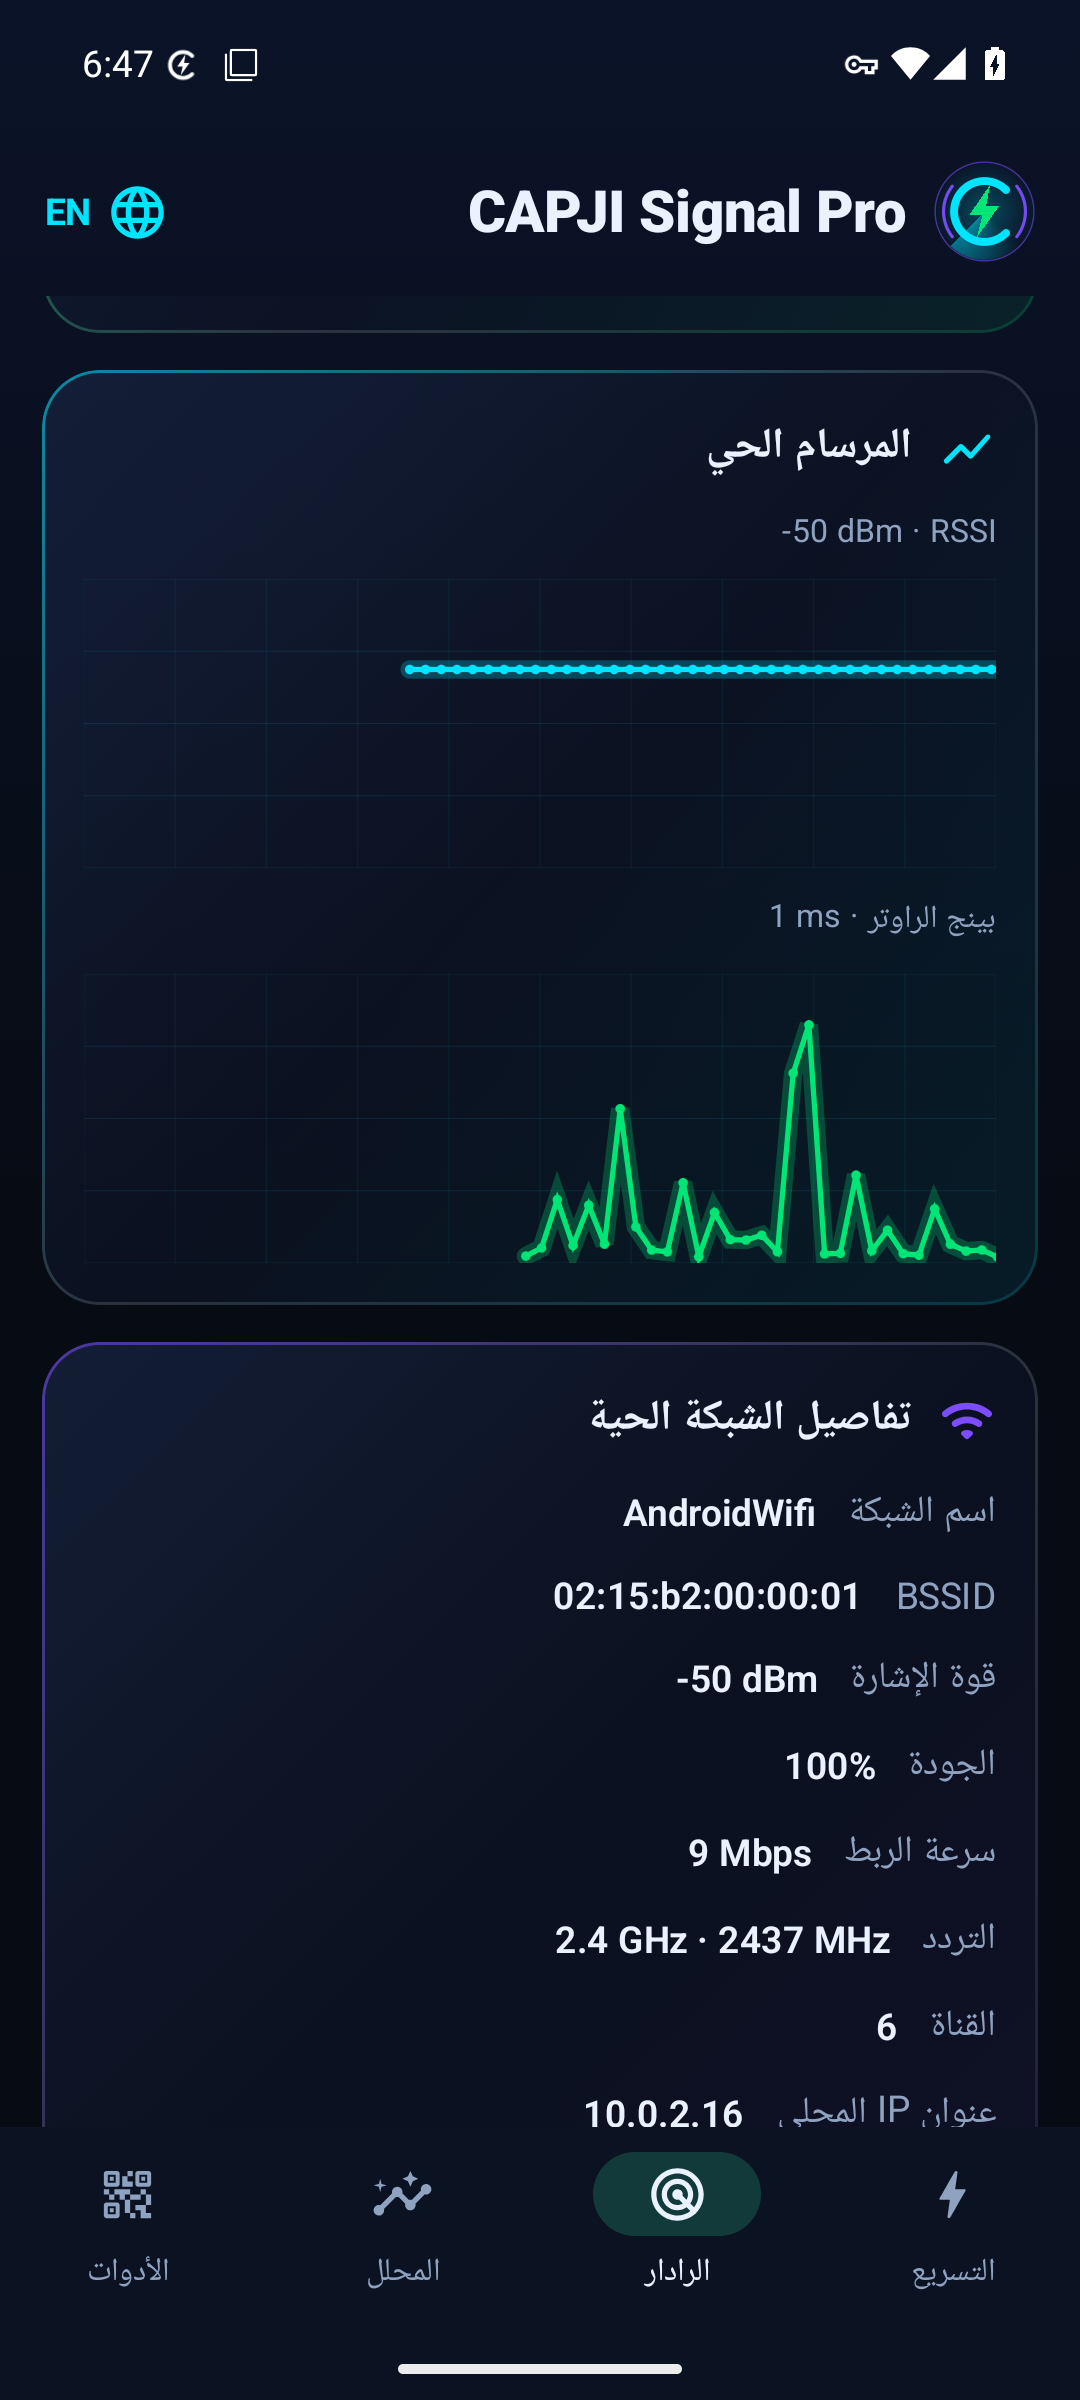 6:47
EN
CAPJI Signal Pro
المرسام الحي
-50 dBm · RSSI
بينج الراوتر · 1 ms
تفاصيل الشبكة الحية
اسم الشبكة AndroidWifi
BSSID 02:15:b2:00:00:01
قوة الإشارة -50 dBm
الجودة 100%
سرعة الربط 9 Mbps
التردد 2.4 GHz · 2437 MHz
القناة 6
عنوان IP المحلي 10.0.2.16
التسريع
الرادار
المحلل
الأدوات